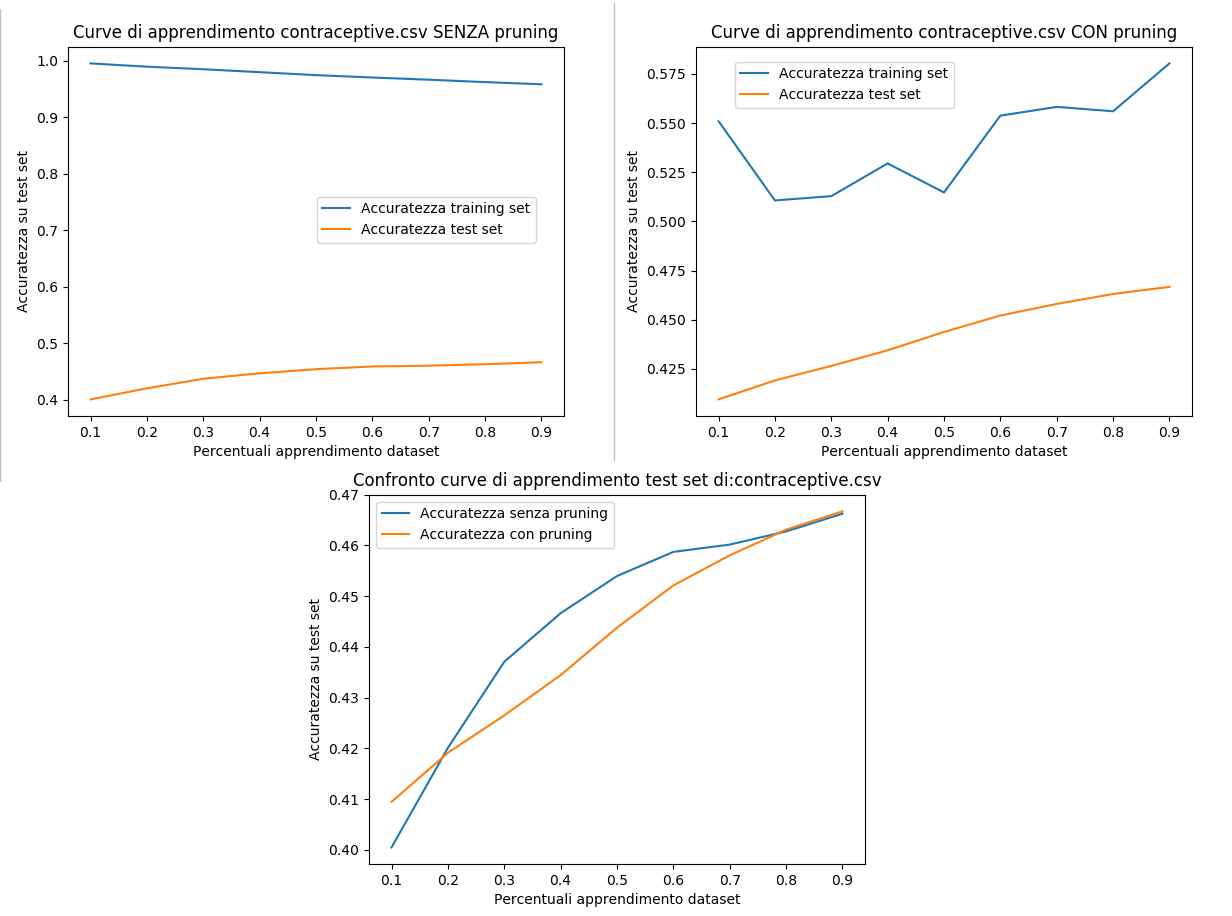 Curve di apprendimento contraceptive.csv SENZA pruning
1.0
0.9
0.8
0.7
0.6
0.5
0.4
Accuratezza su test set
Accuratezza training set
Accuratezza test set
0.1 0.2 0.3 0.4 0.5 0.6 0.7 0.8 0.9
Percentuali apprendimento dataset
Curve di apprendimento contraceptive.csv CON pruning
0.575
0.550
0.525
0.500
0.475
0.450
0.425
Accuratezza su test set
Accuratezza training set
Accuratezza test set
0.1 0.2 0.3 0.4 0.5 0.6 0.7 0.8 0.9
Percentuali apprendimento dataset
Confronto curve di apprendimento test set di:contraceptive.csv
0.47
0.46
0.45
0.44
0.43
0.42
0.41
0.40
Accuratezza su test set
Accuratezza senza pruning
Accuratezza con pruning
0.1 0.2 0.3 0.4 0.5 0.6 0.7 0.8 0.9
Percentuali apprendimento dataset